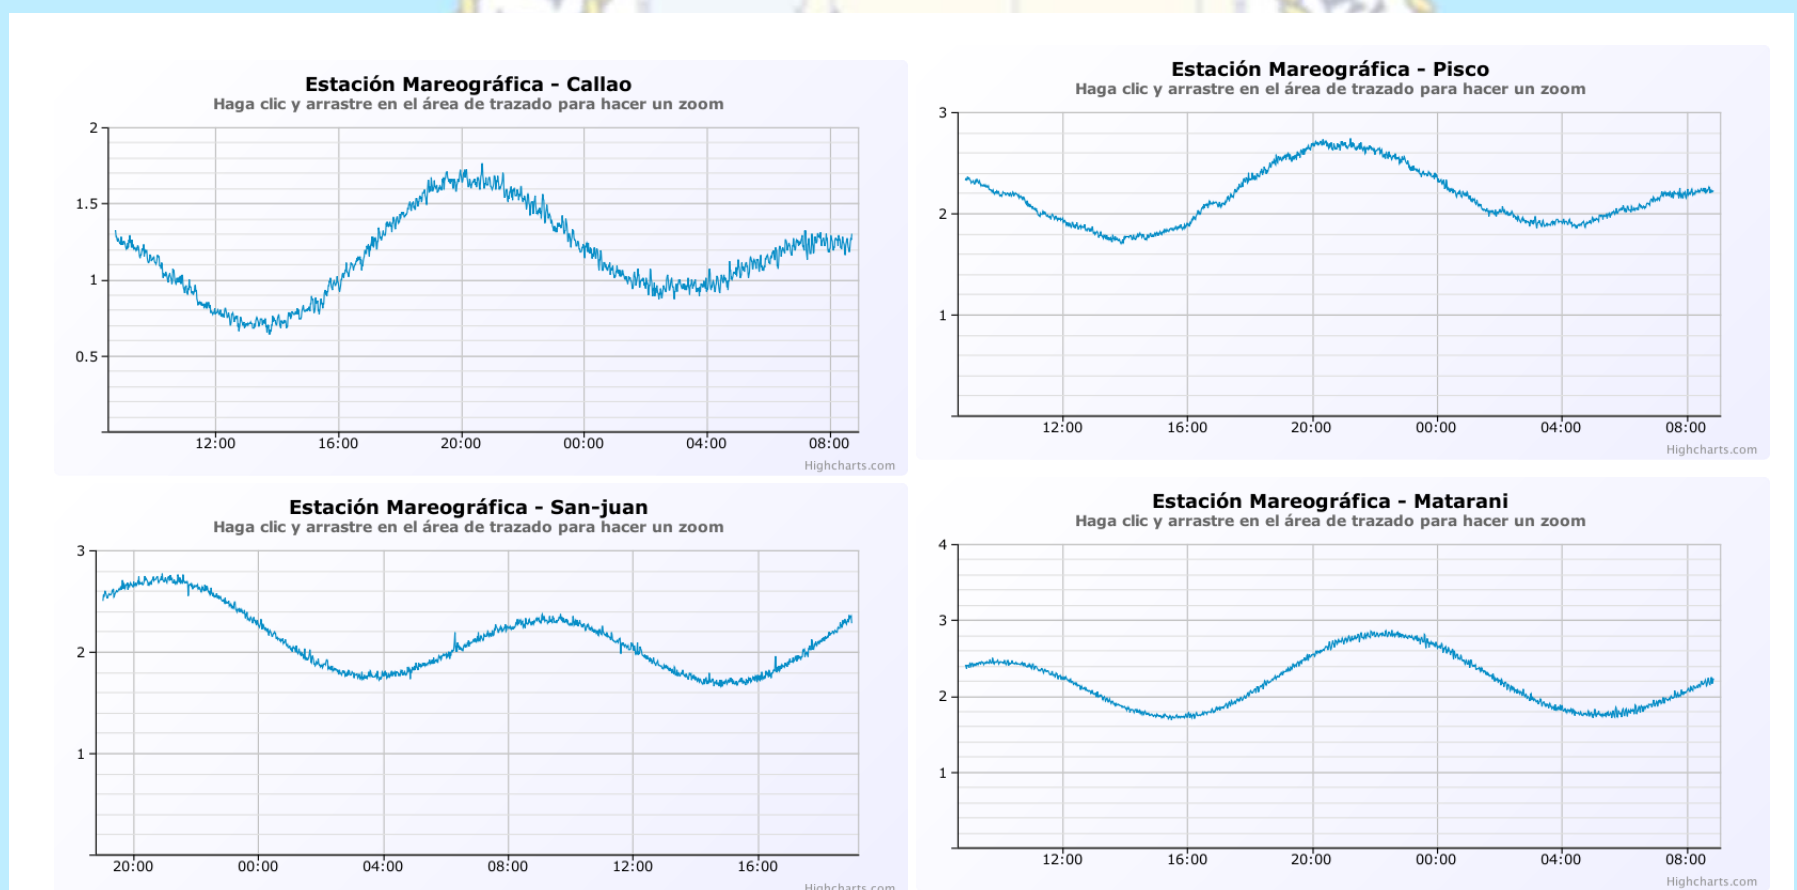 Estación Mareográfica - Callao
Haga clic y arrastre en el área de trazado para hacer un zoom
2
1.5
1
0.5
12:00 16:00 20:00 00:00 04:00 08:00
Highcharts.com
Estación Mareográfica - Pisco
Haga clic y arrastre en el área de trazado para hacer un zoom
3
2
1
12:00 16:00 20:00 00:00 04:00 08:00
Highcharts.com
Estación Mareográfica - San-juan
Haga clic y arrastre en el área de trazado para hacer un zoom
3
2
1
20:00 00:00 04:00 08:00 12:00 16:00
Highcharts.com
Estación Mareográfica - Matarani
Haga clic y arrastre en el área de trazado para hacer un zoom
4
3
2
1
12:00 16:00 20:00 00:00 04:00 08:00
Highcharts.com